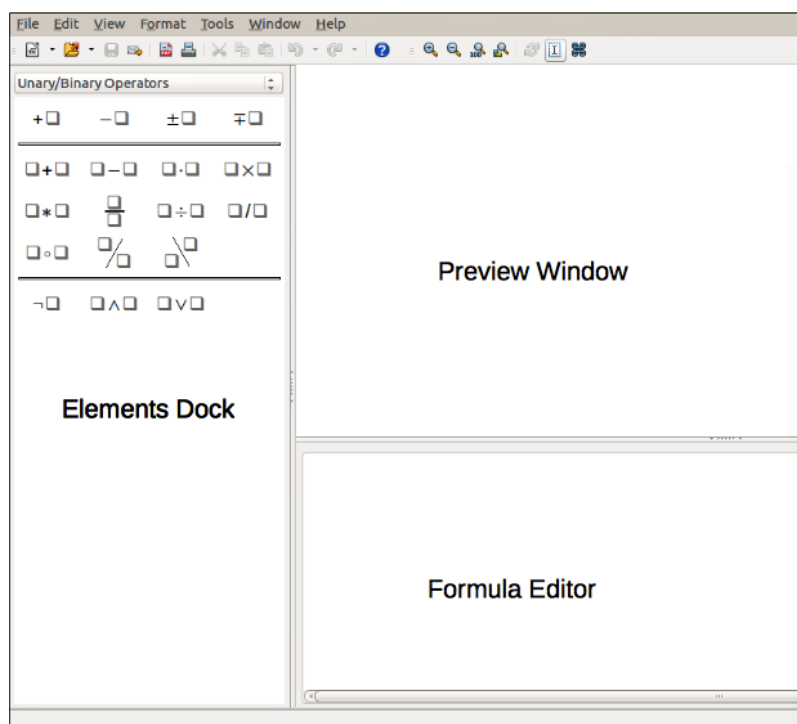 File Edit View Format Tools Window Help
Unary/Binary Operators
+□ −□ ±□ ∓□
□+□ □−□ □·□ □×□
□∗□ □/□ □÷□ □/□
□∘□ □/□ □\□
¬□ □∧□ □∨□
Preview Window
Elements Dock
Formula Editor